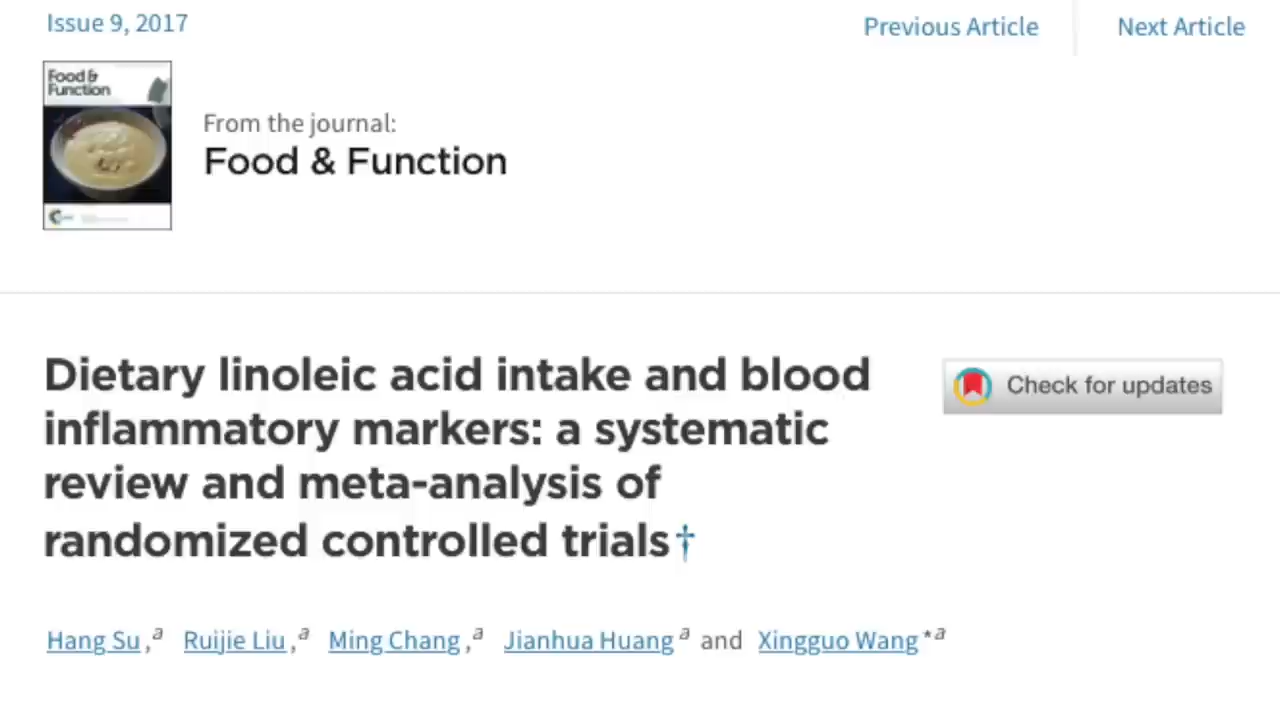 Issue 9, 2017
Previous Article
Next Article
Food &
Function
From the journal:
Food & Function
Dietary linoleic acid intake and blood
inflammatory markers: a systematic
review and meta-analysis of
randomized controlled trials†
Check for updates
Hang Su,a Ruijie Liu,a Ming Chang,a Jianhua Huanga and Xingguo Wang*a